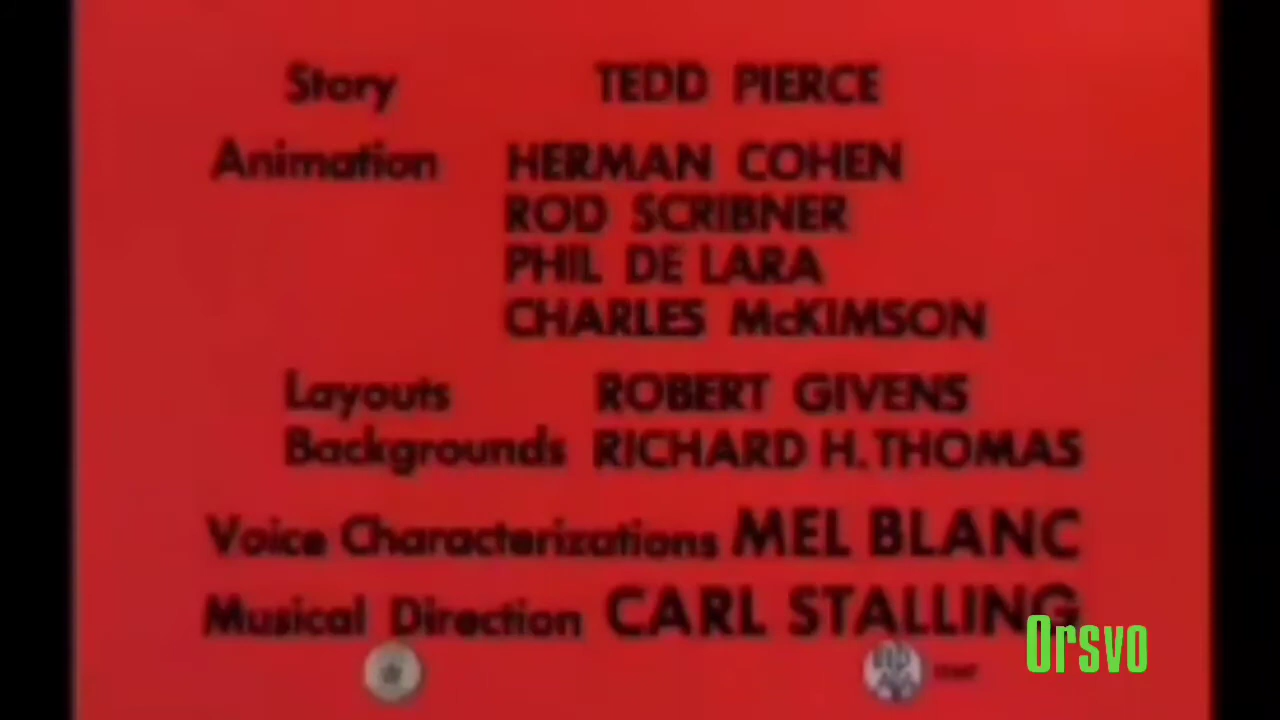 Story TEDD PIERCE
Animation HERMAN COHEN
ROD SCRIBNER
PHIL DE LARA
CHARLES McKIMSON
Layouts ROBERT GIVENS
Backgrounds RICHARD H. THOMAS
Voice Characterizations MEL BLANC
Musical Direction CARL STALLING
Orsvo